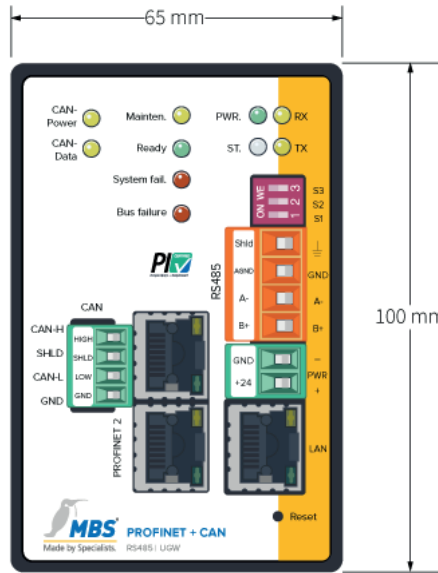 65 mm
CAN-
Power
Mainten.
PWR.
RX
CAN-
Data
Ready
ST.
TX
System fail.
Bus failure
ON WE
1 2 3
S3
S2
S1
PI
RS485
Shld
AGND
GND
A-
A-
B+
B+
100 mm
CAN
CAN-H
HIGH
SHLD
SHLD
CAN-L
LOW
GND
GND
GND
–
+24
PWR
+
PROFINET 2
LAN
Reset
MBS
PROFINET + CAN
Made by Specialists.
RS485 | UGW